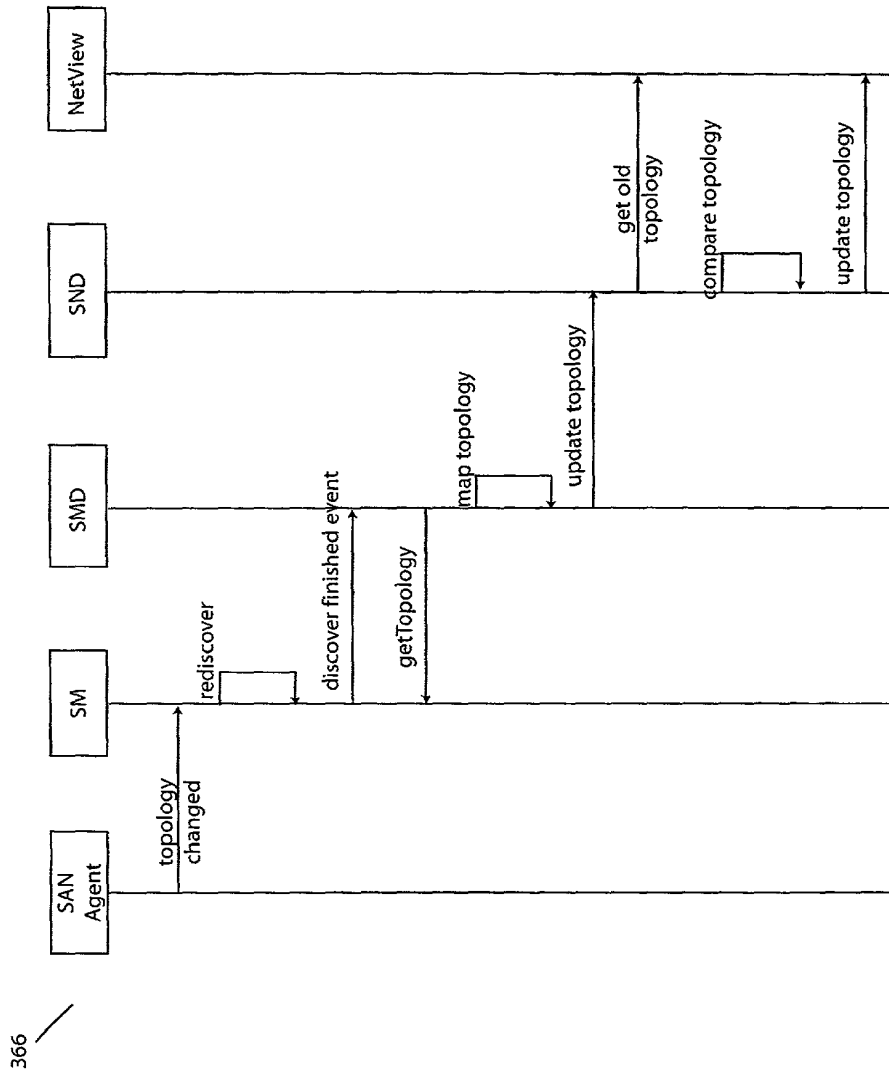 366
SAN
Agent
SM
SMD
SND
NetView
topology
changed
rediscover
discover finished event
getTopology
map topology
update topology
get old
topology
compare topology
update topology